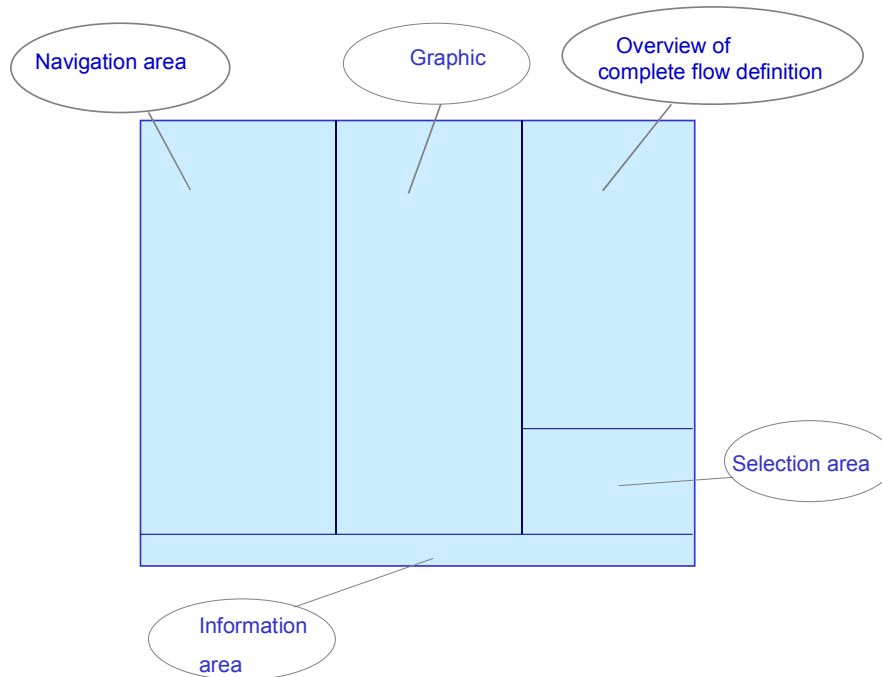 Navigation area
Graphic
Overview of
complete flow definition
Selection area
Information
area